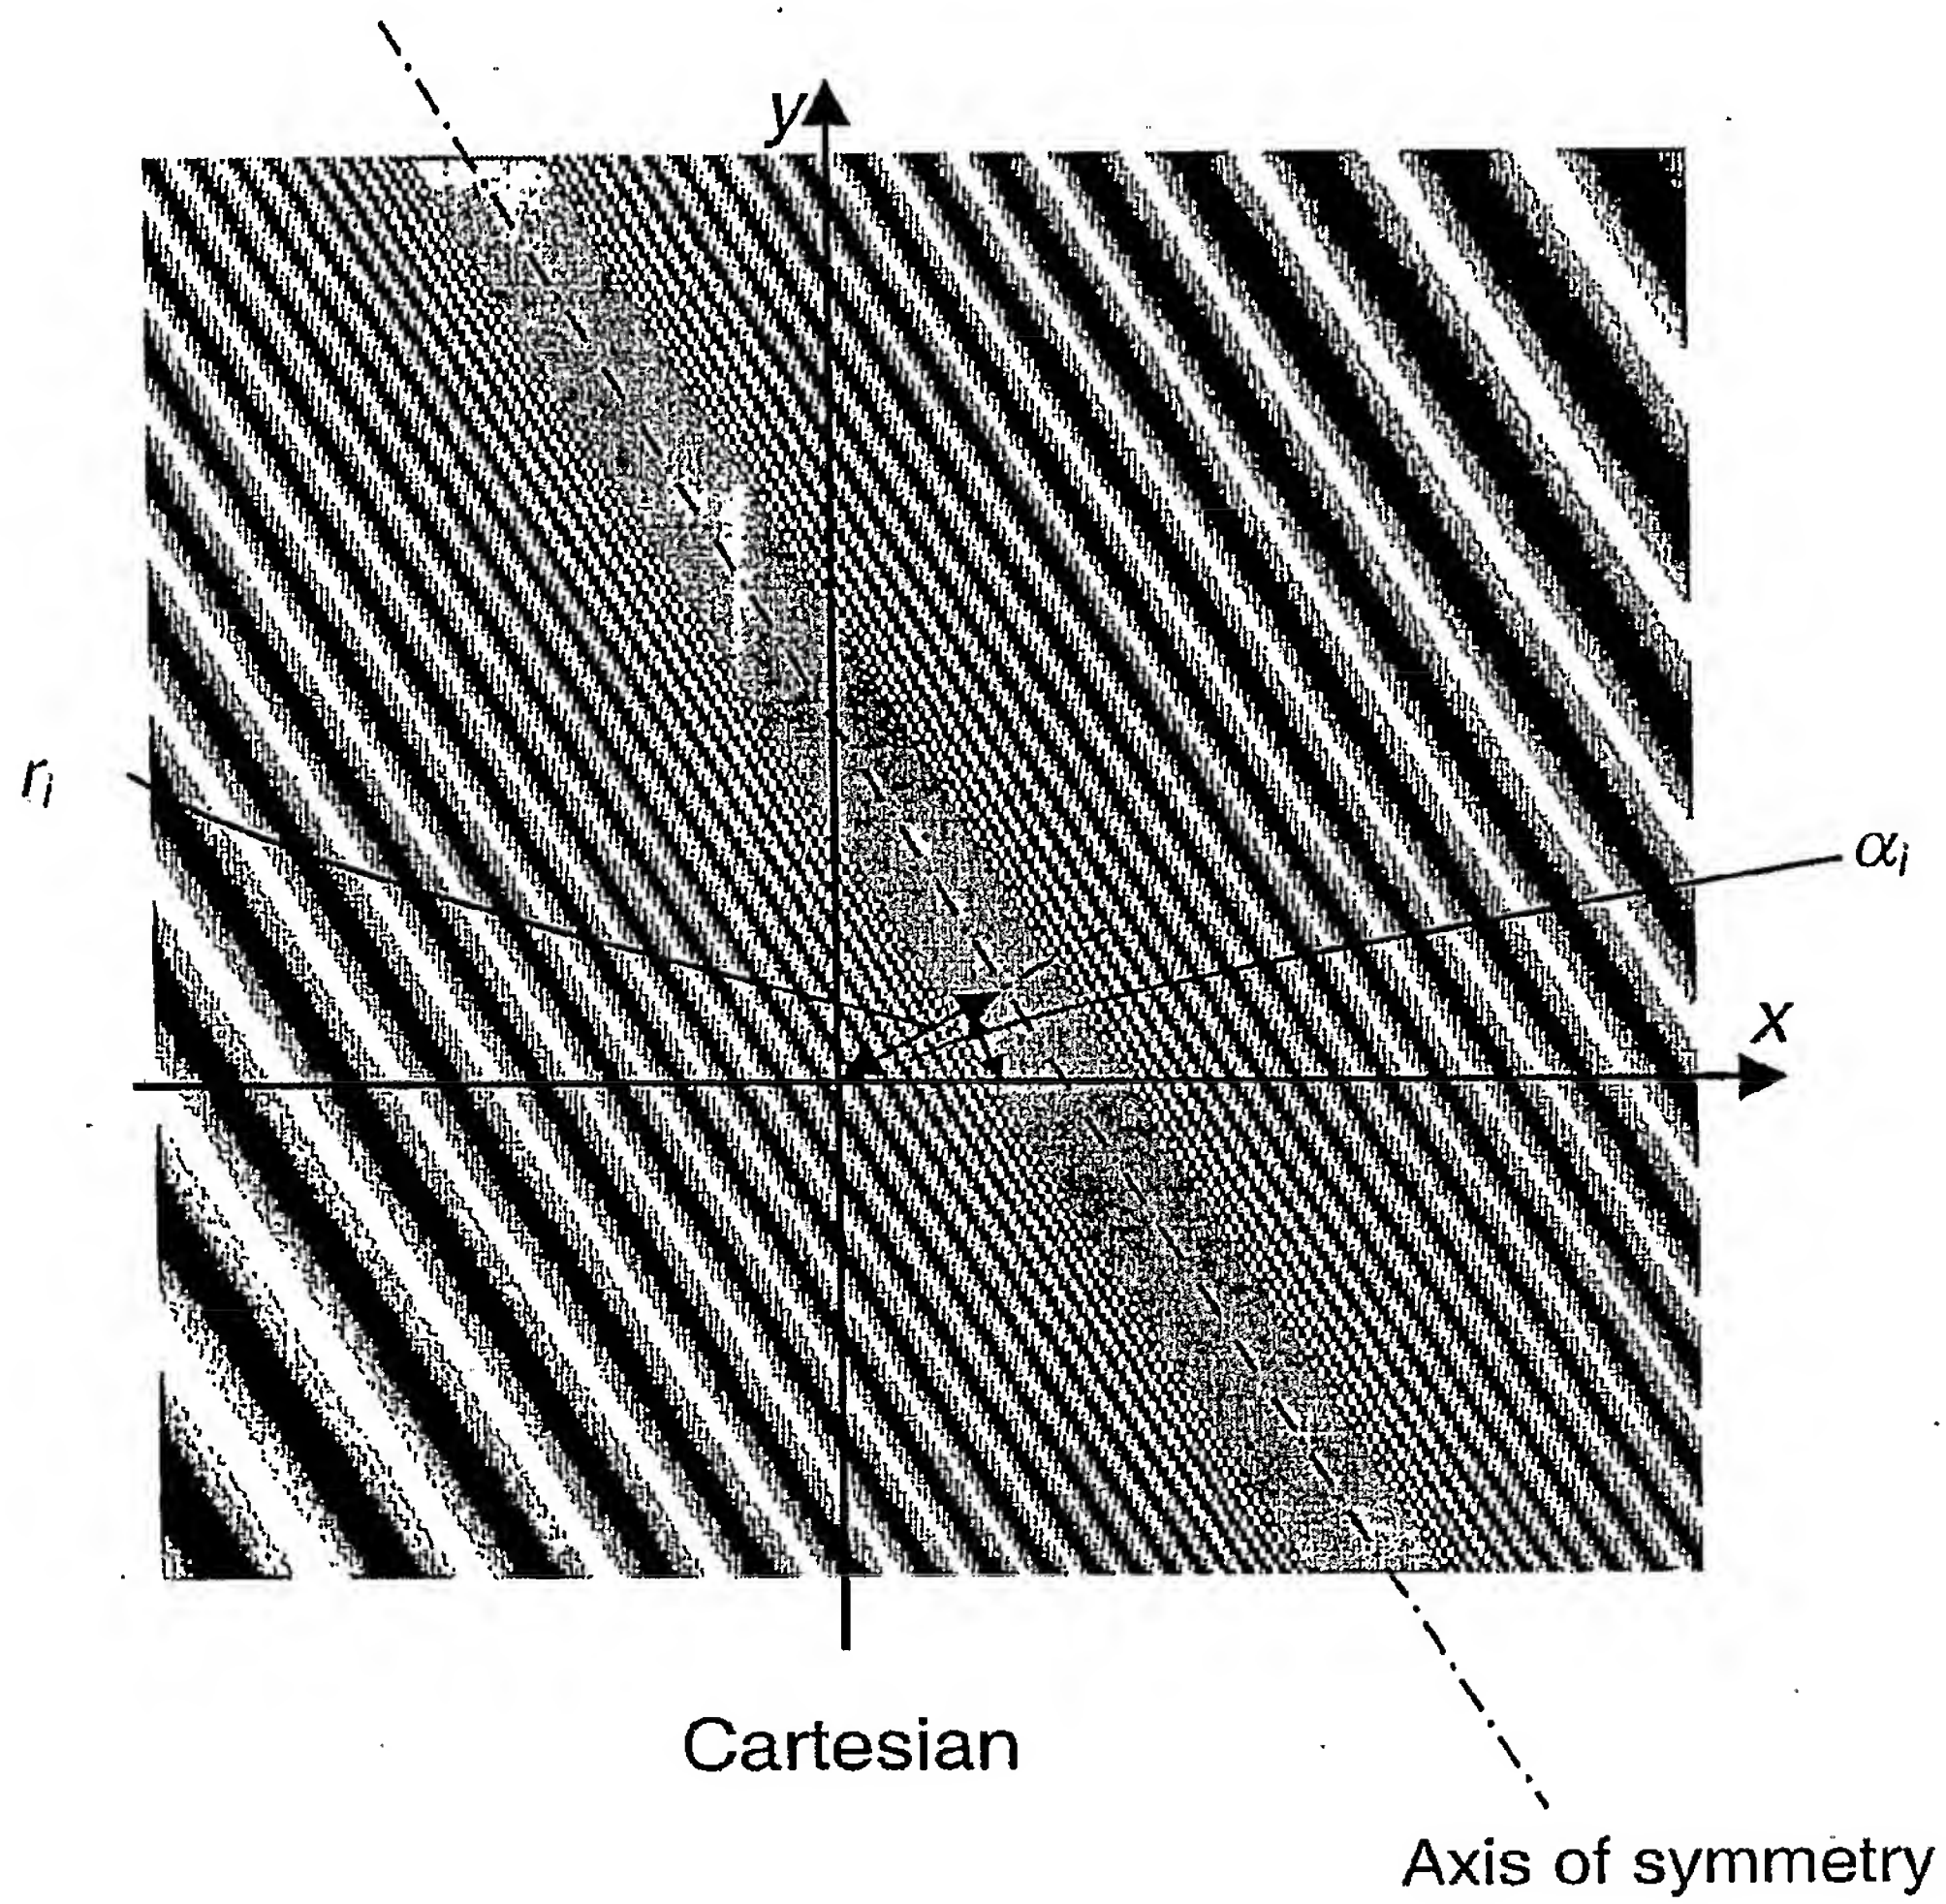 y
r_i
α_i
x
Cartesian
Axis of symmetry